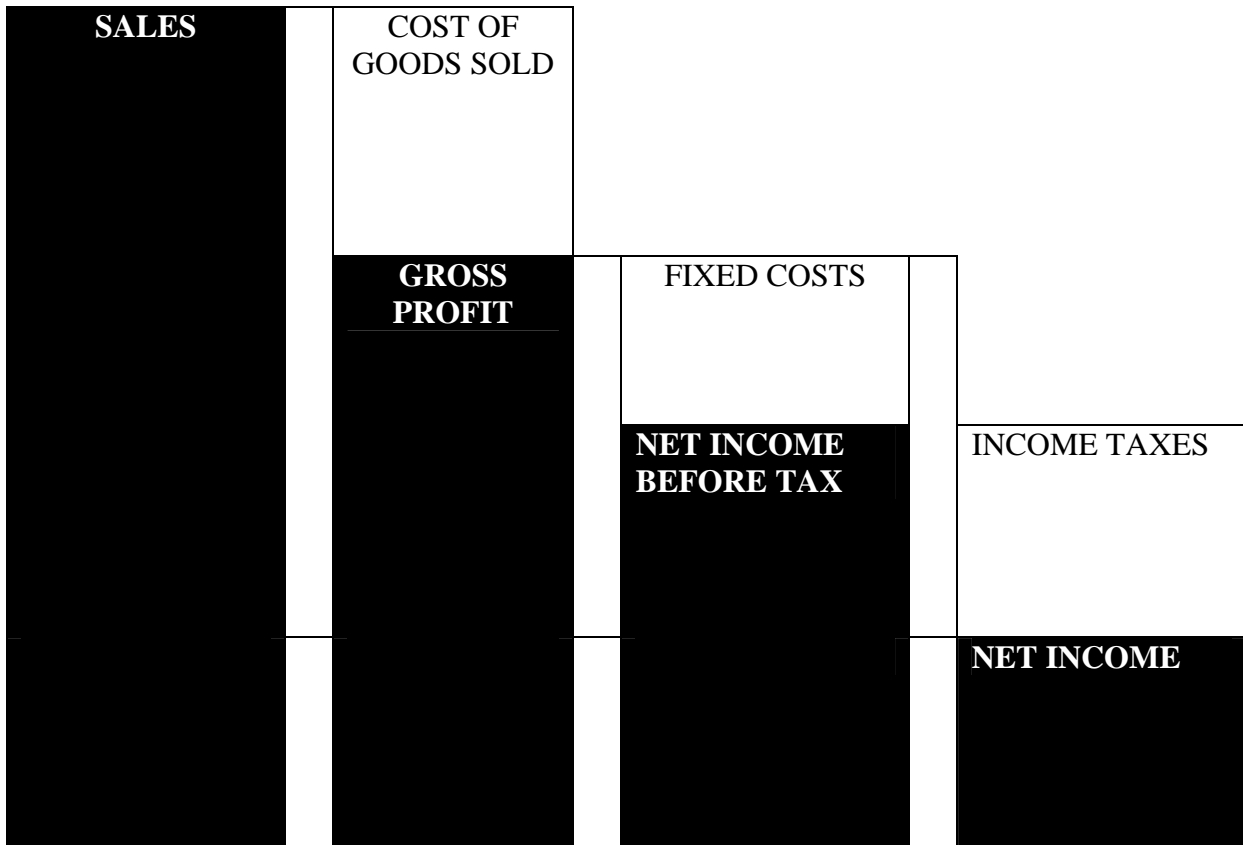 SALES
COST OF
GOODS SOLD
GROSS
PROFIT
FIXED COSTS
NET INCOME
BEFORE TAX
INCOME TAXES
NET INCOME